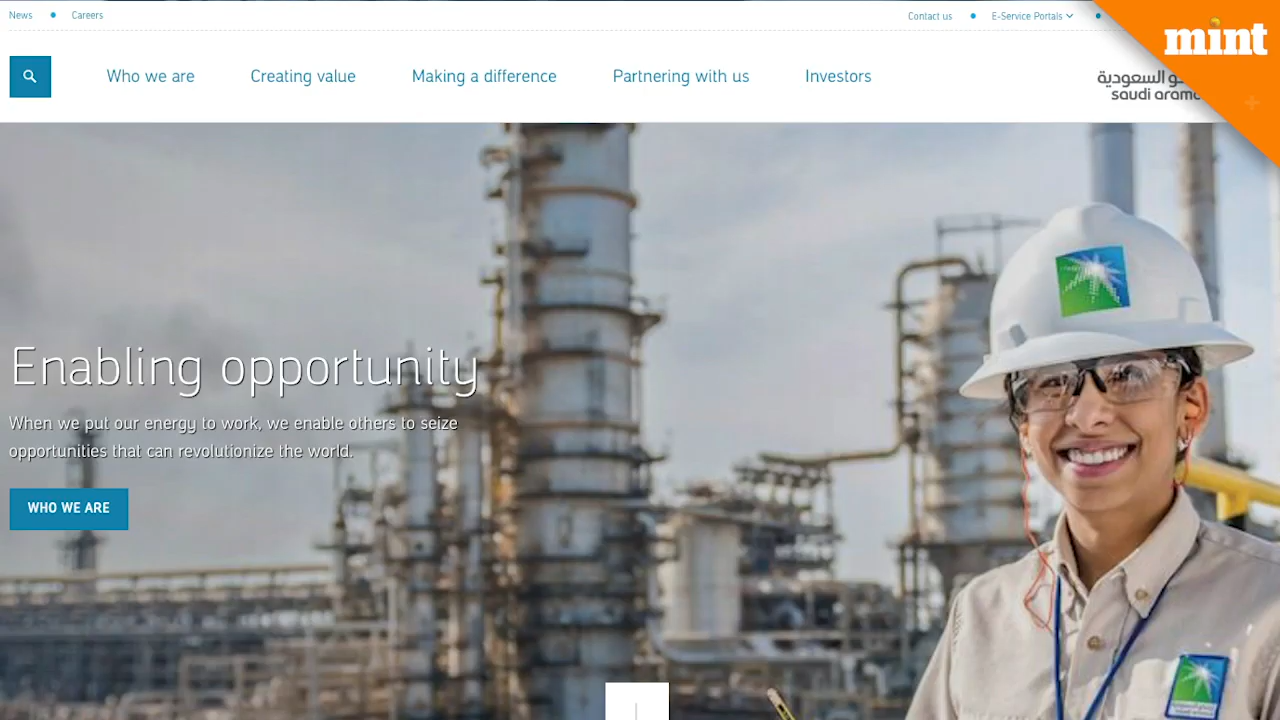 News
Careers
Contact us
E-Service Portals
mint
Who we are
Creating value
Making a difference
Partnering with us
Investors
السعودية
saudi
Enabling opportunity
When we put our energy to work, we enable others to seize
opportunities that can revolutionize the world.
WHO WE ARE